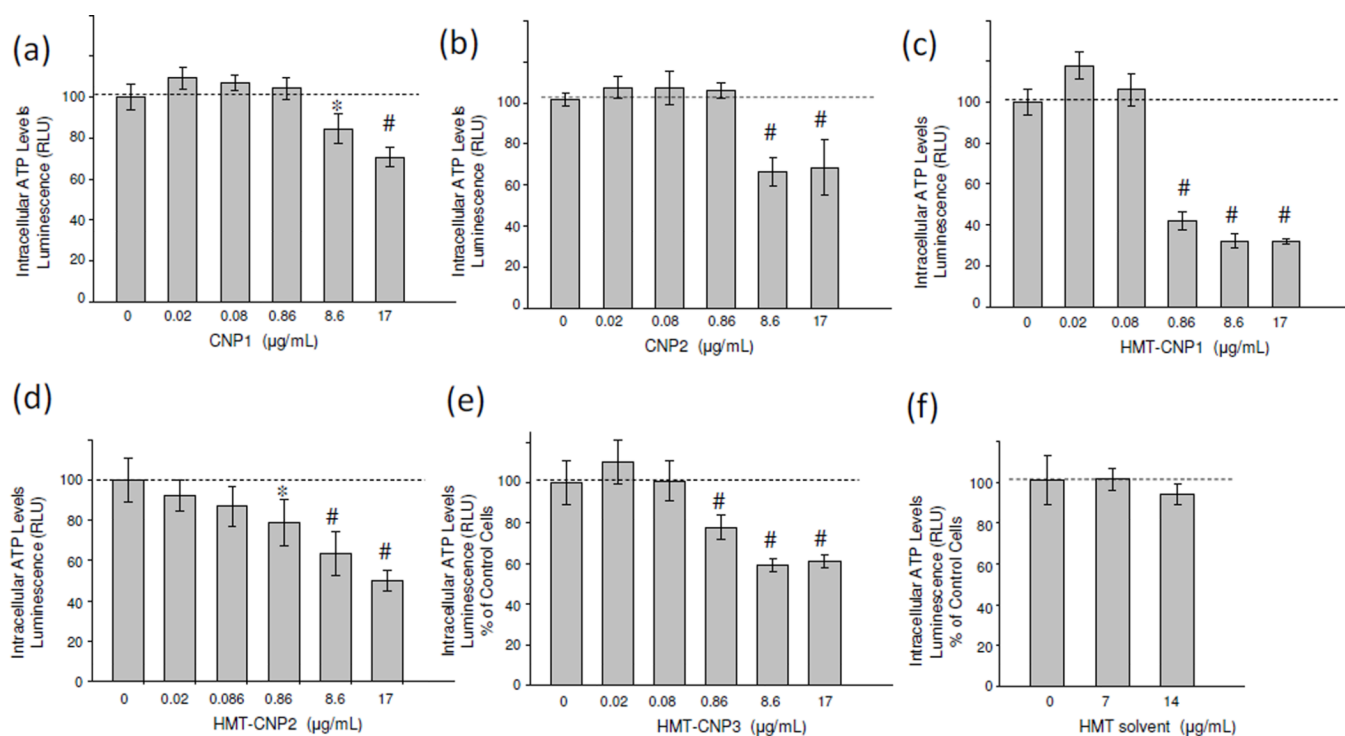 (a)
Intracellular ATP Levels
Luminescence (RLU)
100
80
60
40
20
0
*
#
0 0.02 0.08 0.86 8.6 17
CNP1 (µg/mL)
(b)
Intracellular ATP Levels
Luminescence (RLU)
100
80
60
40
20
0
#
#
0 0.02 0.08 0.86 8.6 17
CNP2 (µg/mL)
(c)
Intracellular ATP Levels
Luminescence (RLU)
100
80
60
40
20
0
#
#
#
0 0.02 0.08 0.86 8.6 17
HMT-CNP1 (µg/mL)
(d)
Intracellular ATP Levels
Luminescence (RLU)
100
80
60
40
20
0
*
#
#
0 0.02 0.086 0.86 8.6 17
HMT-CNP2 (µg/mL)
(e)
Intracellular ATP Levels
Luminescence (RLU)
% of Control Cells
100
80
60
40
20
0
#
#
#
0 0.02 0.08 0.86 8.6 17
HMT-CNP3 (µg/mL)
(f)
Intracellular ATP Levels
Luminescence (RLU)
% of Control Cells
100
80
60
40
20
0
0 7 14
HMT solvent (µg/mL)